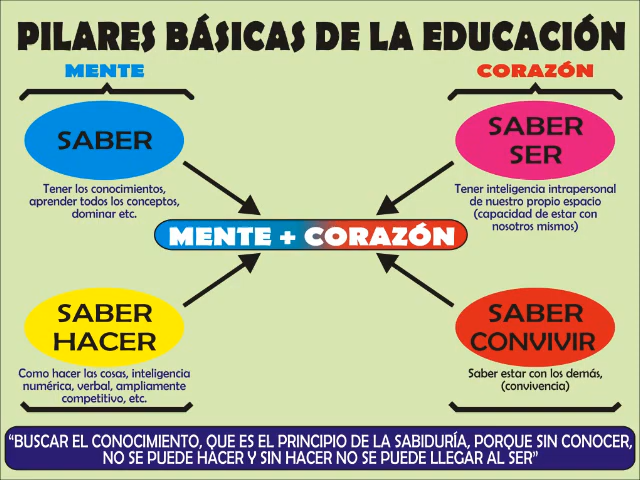 PILARES BÁSICAS DE LA EDUCACIÓN
MENTE
CORAZÓN
SABER
Tener los conocimientos,
aprender todos los conceptos,
dominar etc.
SABER
SER
Tener inteligencia intrapersonal
de nuestro propio espacio
(capacidad de estar con
nosotros mismos)
MENTE + CORAZÓN
SABER
HACER
Como hacer las cosas, inteligencia
numérica, verbal, ampliamente
competitivo, etc.
SABER
CONVIVIR
Saber estar con los demás,
(convivencia)
“BUSCAR EL CONOCIMIENTO, QUE ES EL PRINCIPIO DE LA SABIDURÍA, PORQUE SIN CONOCER,
NO SE PUEDE HACER Y SIN HACER NO SE PUEDE LLEGAR AL SER”